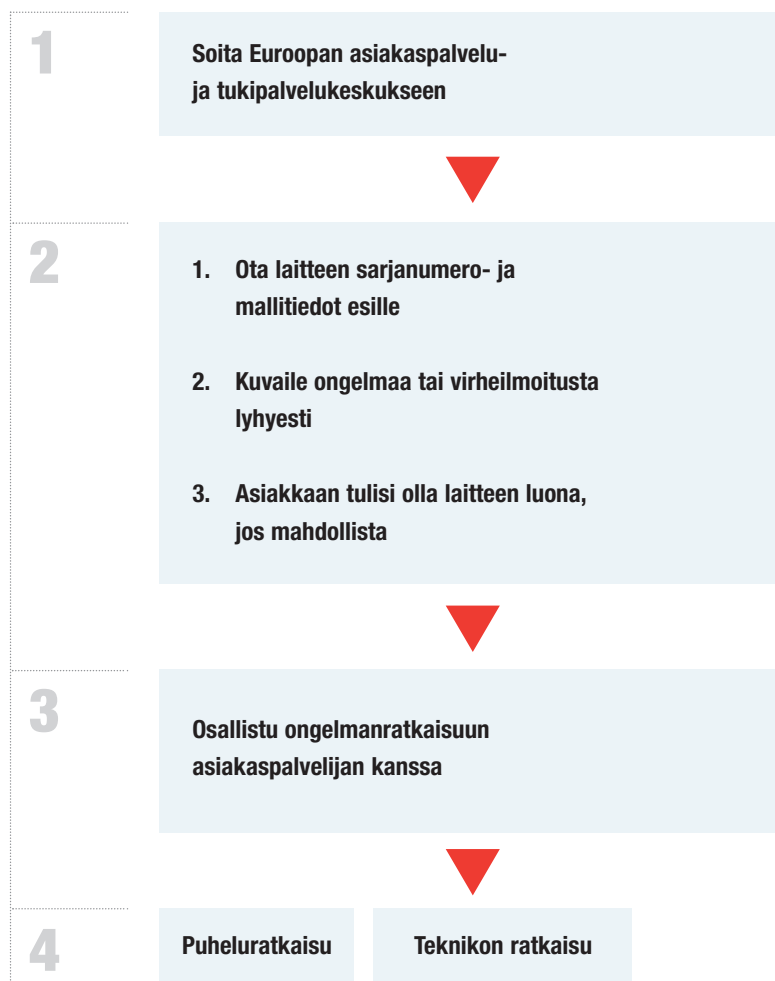 1
Soita Euroopan asiakaspalvelu-
ja tukipalvelukeskukseen
2
1. Ota laitteen sarjanumero- ja
mallitiedot esille
2. Kuvaile ongelmaa tai virheilmoitusta
lyhyesti
3. Asiakkaan tulisi olla laitteen luona,
jos mahdollista
3
Osallistu ongelmanratkaisuun
asiakaspalvelijan kanssa
4
Puheluratkaisu Teknikon ratkaisu